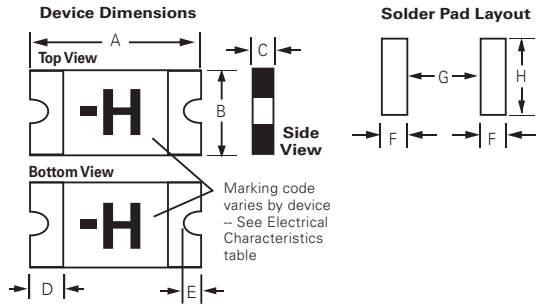 Device Dimensions
Solder Pad Layout
A
Top View
C
B
-H
Side
View
G
H
F
F
Bottom View
-H
Marking code
varies by device
-- See Electrical
Characteristics
table
D
E